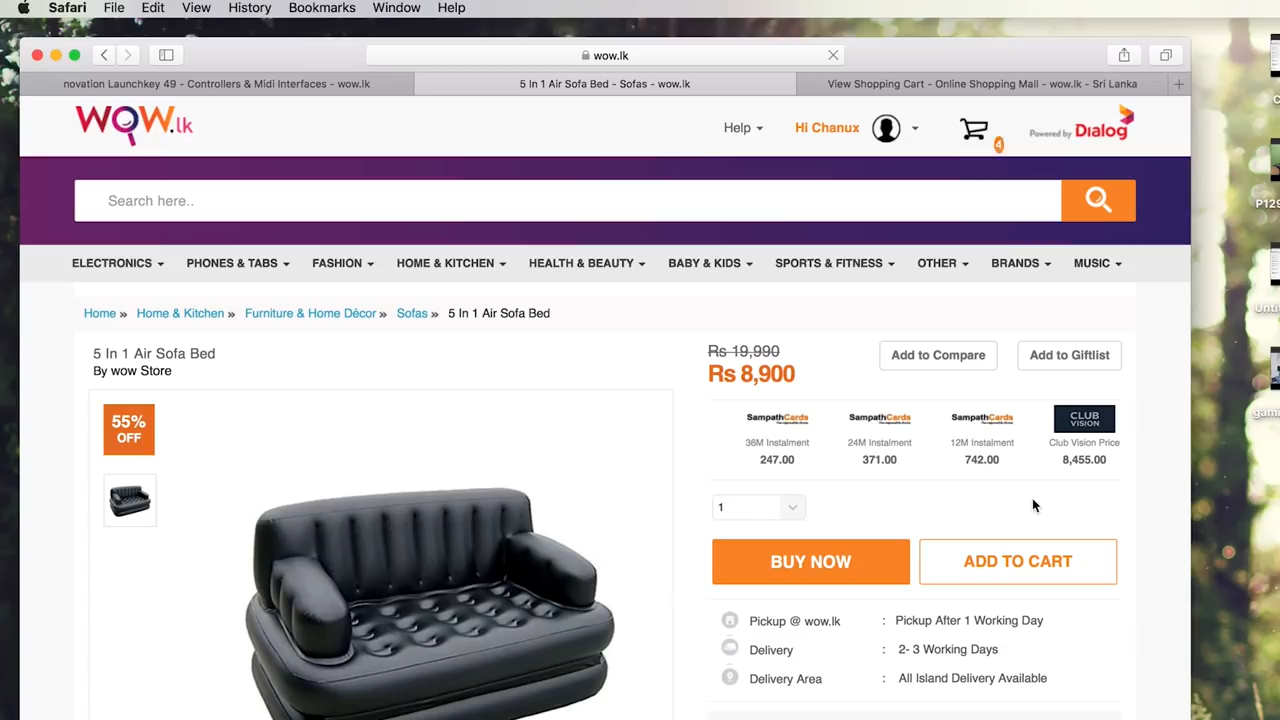 Safari File Edit View History Bookmarks Window Help
wow.lk
novation Launchkey 49 - Controllers & Midi Interfaces - wow.lk
5 In 1 Air Sofa Bed - Sofas - wow.lk
View Shopping Cart - Online Shopping Mall - wow.lk - Sri Lanka
WOW.lk
Help
Hi Chanux
4
Powered by Dialog
Search here..
ELECTRONICS PHONES & TABS FASHION HOME & KITCHEN HEALTH & BEAUTY BABY & KIDS SPORTS & FITNESS OTHER BRANDS MUSIC
Home » Home & Kitchen » Furniture & Home Décor » Sofas » 5 In 1 Air Sofa Bed
5 In 1 Air Sofa Bed
By wow Store
55%
OFF
Rs 19,990
Rs 8,900
Add to Compare
Add to Giftlist
SampathCards SampathCards SampathCards CLUB
VISION
36M Instalment 24M Instalment 12M Instalment Club Vision Price
247.00 371.00 742.00 8,455.00
1
BUY NOW ADD TO CART
Pickup @ wow.lk : Pickup After 1 Working Day
Delivery : 2- 3 Working Days
Delivery Area : All Island Delivery Available
P129
Unti
gami